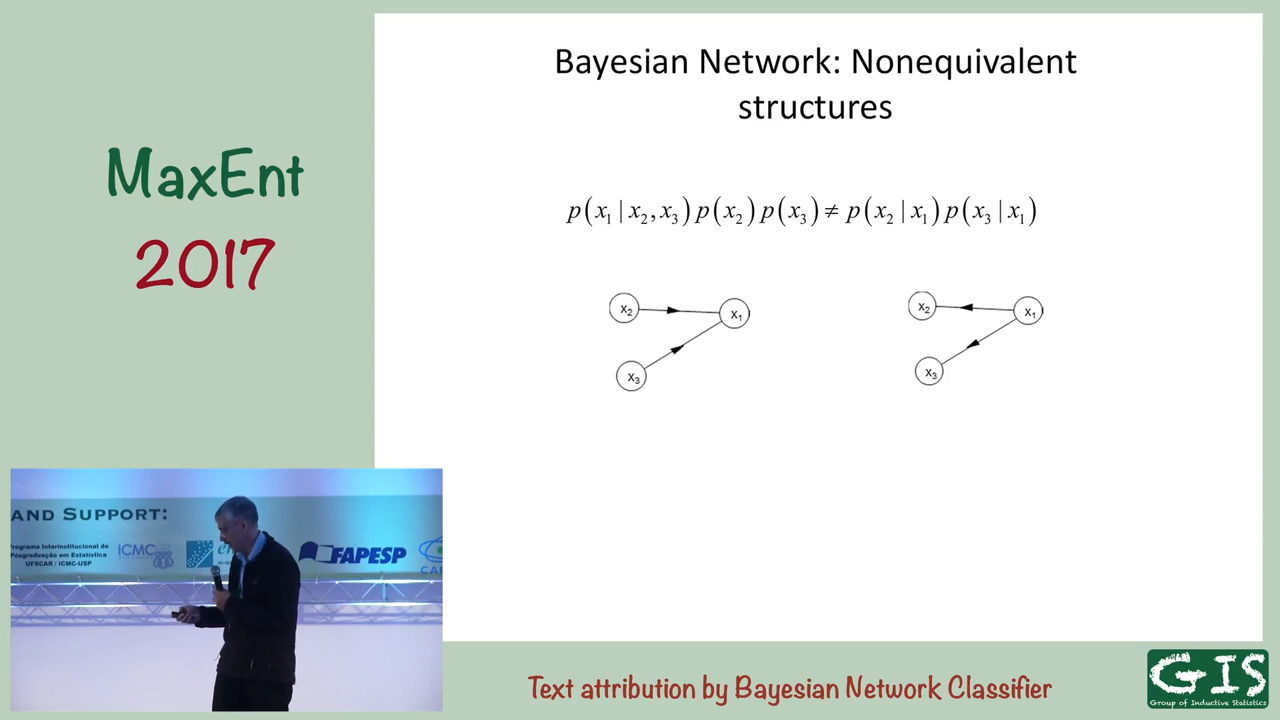 Bayesian Network: Nonequivalent
structures
MaxEnt
2017
p(x₁ | x₂, x₃) p(x₂) p(x₃) ≠ p(x₂ | x₁) p(x₃ | x₁)
x₂
x₁
x₃
x₂
x₁
x₃
AND SUPPORT:
Programa Interinstitucional de
Pósgraduação em Estatística
UFSCAR / ICMC-USP
ICMC
FAPESP
Text attribution by Bayesian Network Classifier
GIS
Group of Inductive Statistics